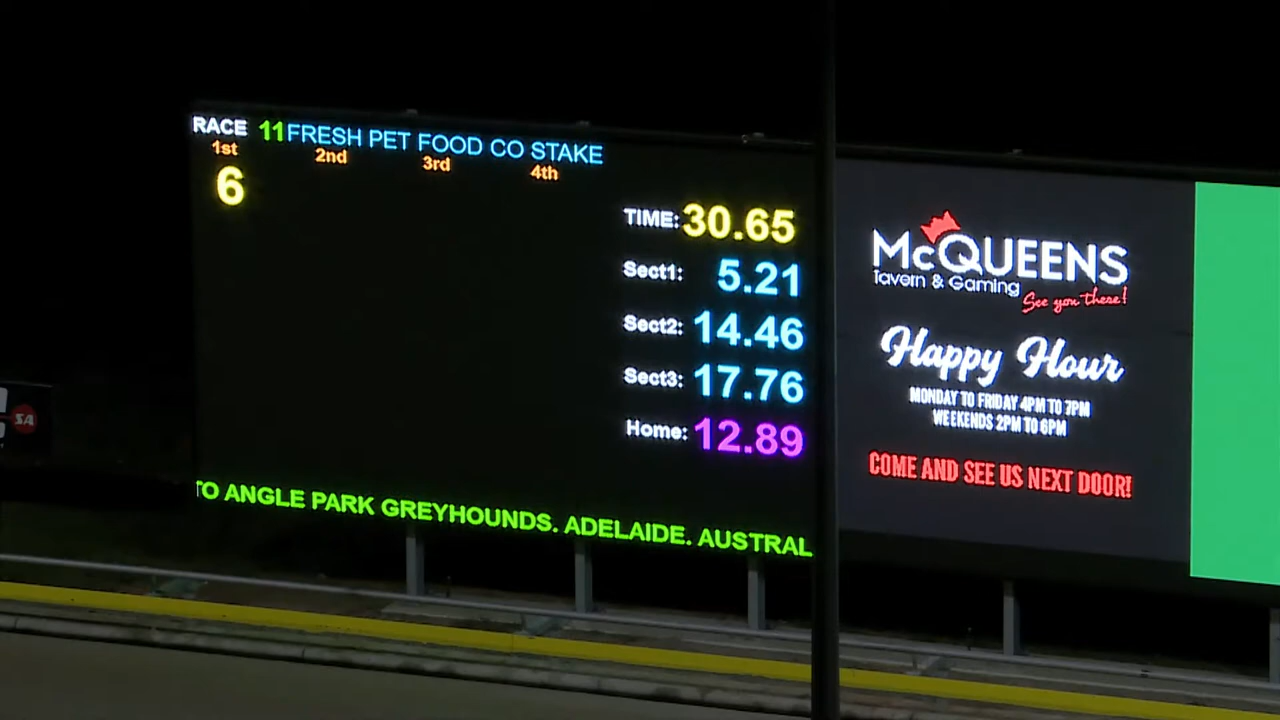 RACE 11 FRESH PET FOOD CO STAKE
1st 2nd 3rd 4th
6
TIME: 30.65
Sect1: 5.21
Sect2: 14.46
Sect3: 17.76
Home: 12.89
TO ANGLE PARK GREYHOUNDS. ADELAIDE. AUSTRAL
McQUEENS
Tavern & Gaming
See you there!
Happy Hour
MONDAY TO FRIDAY 4PM TO 7PM
WEEKENDS 2PM TO 6PM
COME AND SEE US NEXT DOOR!
SA